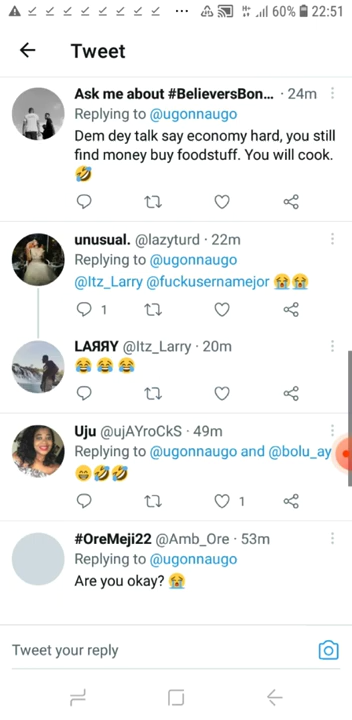 60% 22:51
Tweet
Ask me about #BelieversBon... · 24m
Replying to @ugonnaugo
Dem dey talk say economy hard, you still
find money buy foodstuff. You will cook.
🤣
unusual. @lazyturd · 22m
Replying to @ugonnaugo
@Itz_Larry @fuckusernamejor 😭😭
1
LAЯЯY @Itz_Larry · 20m
😂😂😂
Uju @ujAYroCkS · 49m
Replying to @ugonnaugo and @bolu_ay
😁🤣🤣
1
#OreMeji22 @Amb_Ore · 53m
Replying to @ugonnaugo
Are you okay? 😭
Tweet your reply